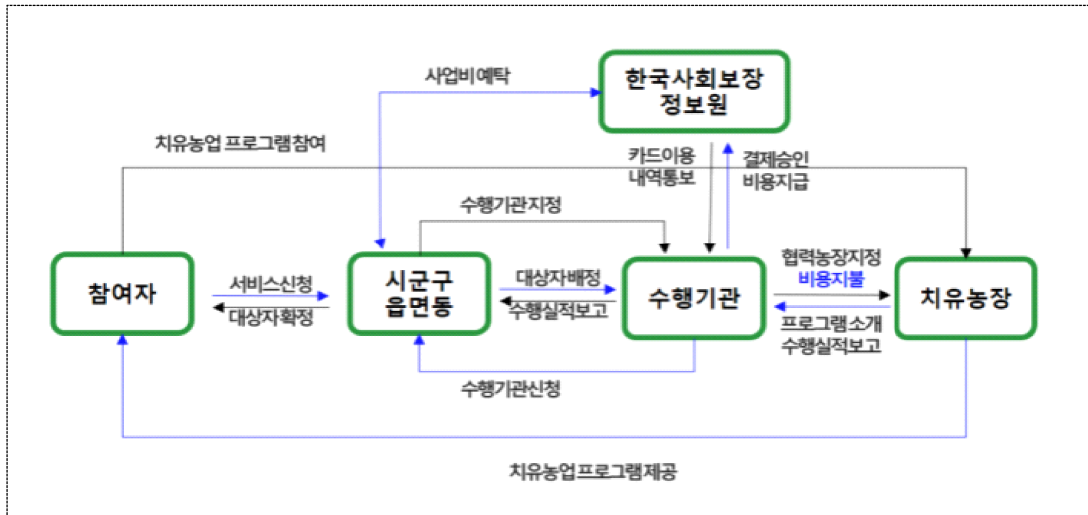 사업비 예탁
한국사회보장
정보원
치유농업 프로그램 참여
카드이용
내역통보
결제승인
비용지급
수행기관 지정
참여자
서비스신청
대상자확정
시군구
읍면동
대상자 배정
수행실적보고
수행기관
협력농장지정
비용지불
프로그램 소개
수행실적보고
치유농장
수행기관신청
치유농업프로그램 제공